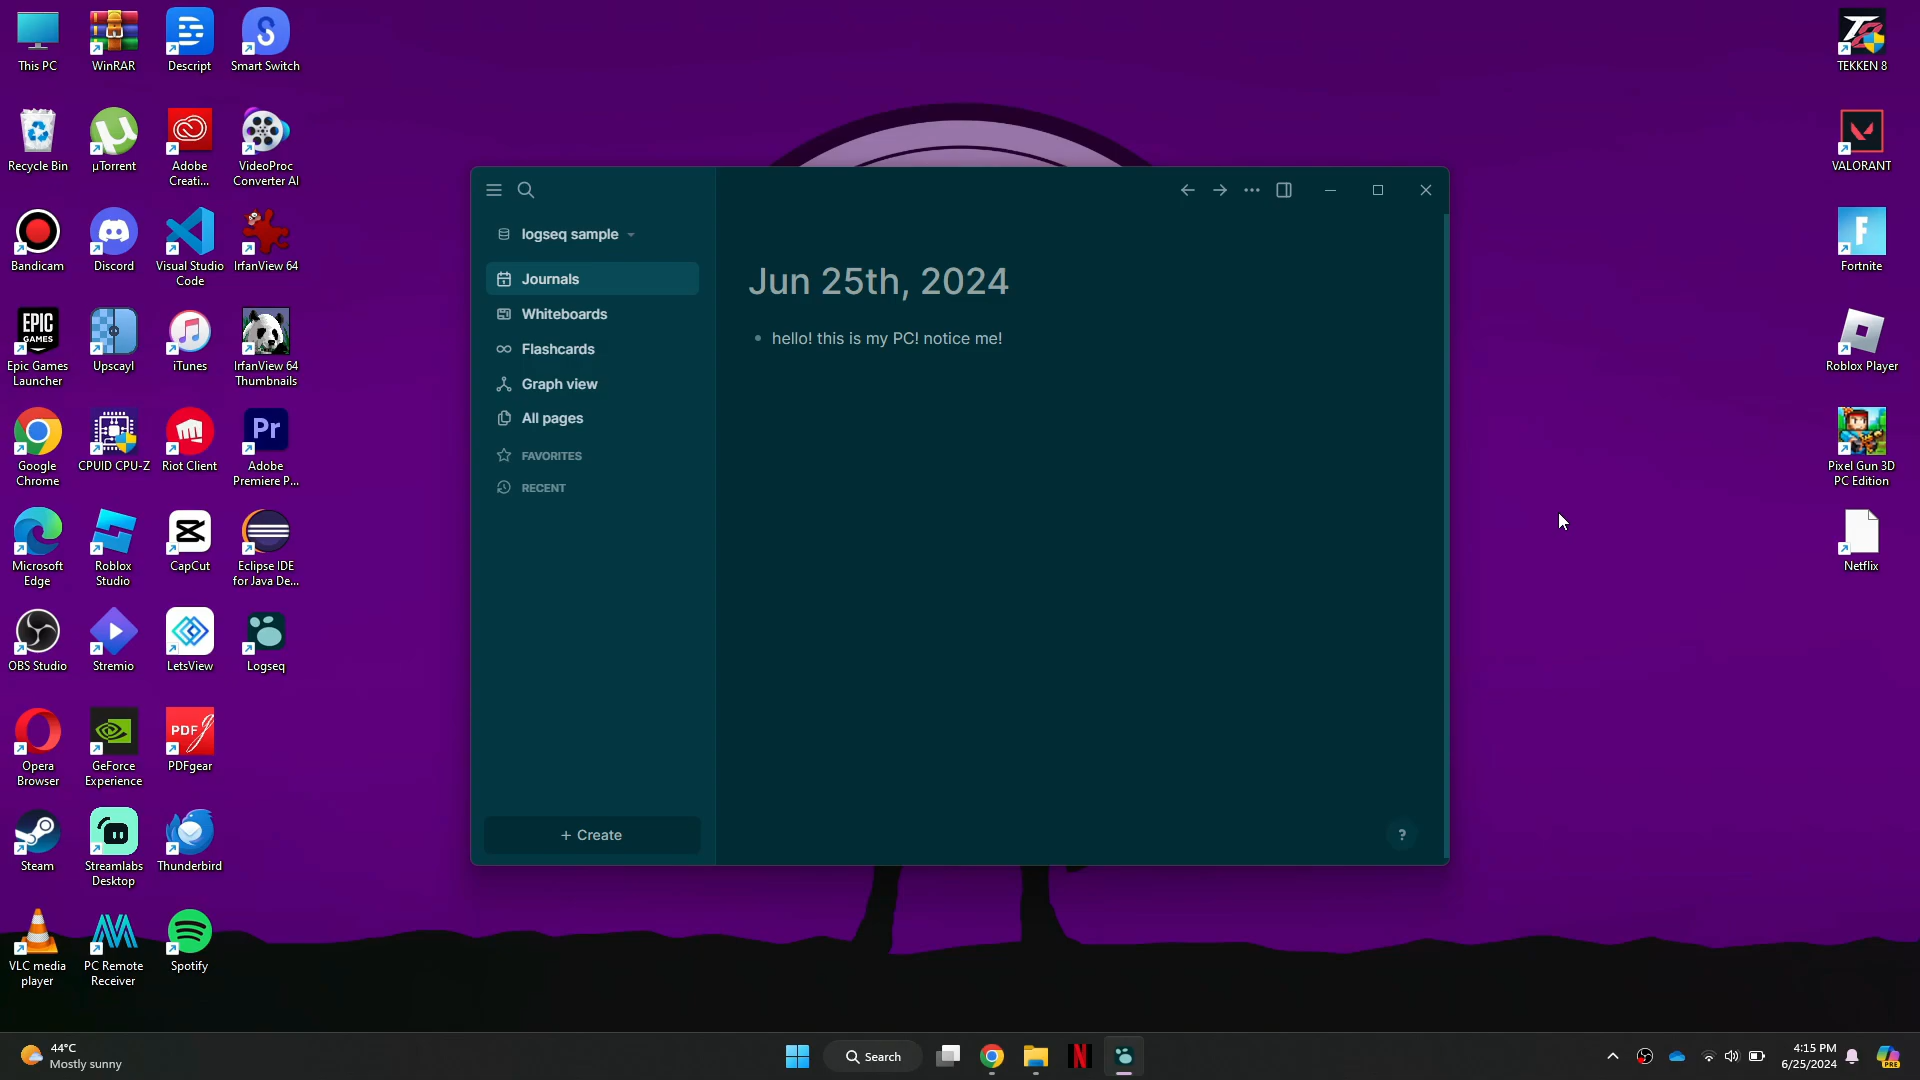 This PC
WinRAR
Descript
Smart Switch
Recycle Bin
µTorrent
Adobe
Creati...
VideoProc
Converter AI
Bandicam
Discord
Visual Studio
Code
IrfanView 64
EPIC
GAMES
Epic Games
Launcher
Upscayl
iTunes
IrfanView 64
Thumbnails
Google
Chrome
CPUID CPU-Z
Riot Client
Pr
Adobe
Premiere P...
Microsoft
Edge
Roblox
Studio
CapCut
Eclipse IDE
for Java De...
OBS Studio
Stremio
LetsView
Logseq
Opera
Browser
GeForce
Experience
PDF
PDFgear
Steam
Streamlabs
Desktop
Thunderbird
VLC media
player
PC Remote
Receiver
Spotify
logseq sample
Journals
Whiteboards
Flashcards
Graph view
All pages
FAVORITES
RECENT
+ Create
Jun 25th, 2024
hello! this is my PC! notice me!
?
TEKKEN 8
VALORANT
F
Fortnite
Roblox Player
Pixel Gun 3D
PC Edition
Netflix
44°C
Mostly sunny
Search
N
4:15 PM
6/25/2024
PRE